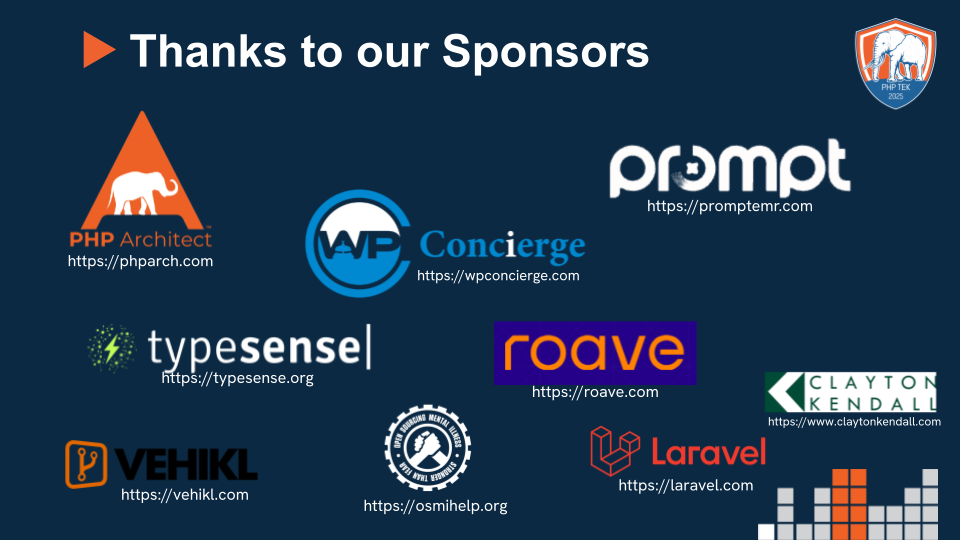 Thanks to our Sponsors
PHP TEK
2025
PHP Architect™
https://phparch.com
prompt
https://promptemr.com
WP Concierge
https://wpconcierge.com
typesense|
https://typesense.org
roave
https://roave.com
CLAYTON
KENDALL
https://www.claytonkendall.com
VEHIKL
https://vehikl.com
OPEN SOURCING MENTAL ILLNESS
STRONGER THAN FEAR
https://osmihelp.org
Laravel
https://laravel.com